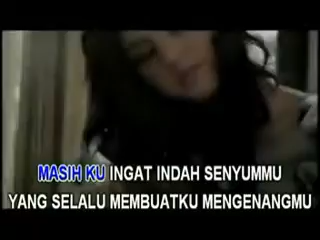 MASIH KU INGAT INDAH SENYUMMU
YANG SELALU MEMBUATKU MENGENANGMU